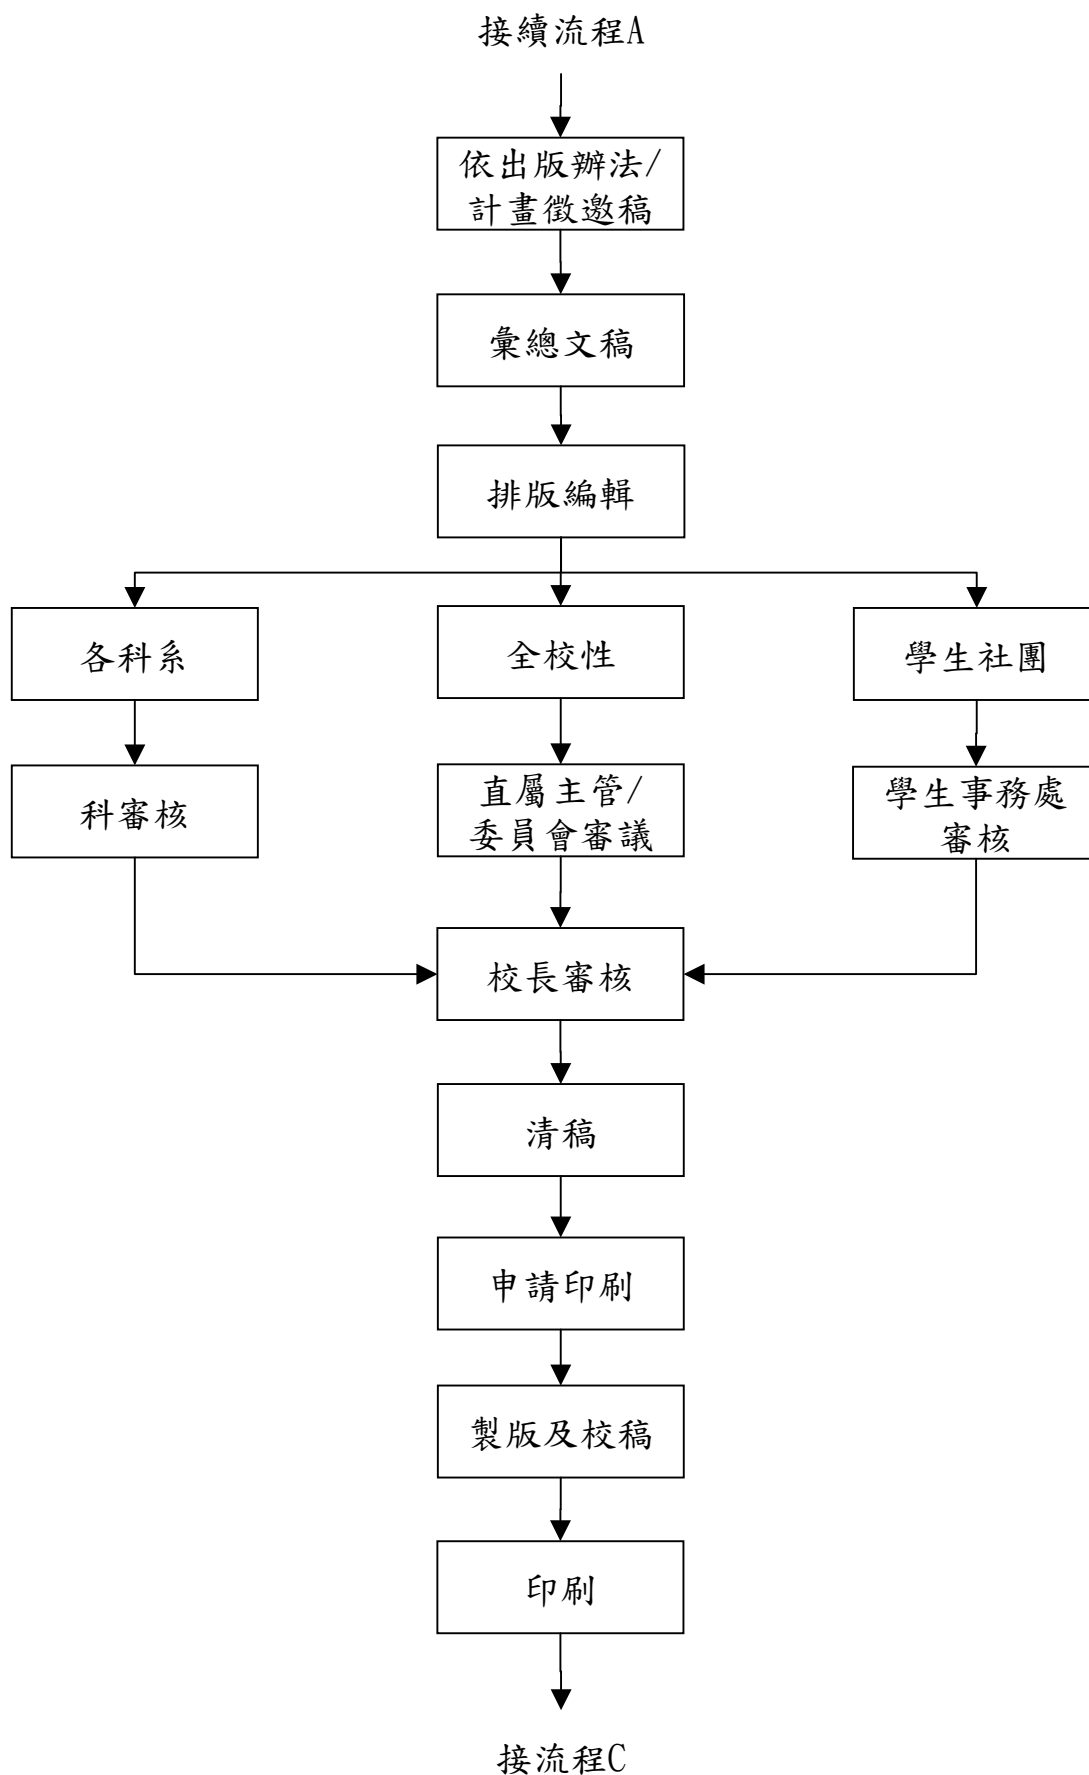 接續流程A
依出版辦法/
計畫徵邀稿
彙總文稿
排版編輯
各科系
全校性
學生社團
科審核
直屬主管/
委員會審議
學生事務處
審核
校長審核
清稿
申請印刷
製版及校稿
印刷
接流程C